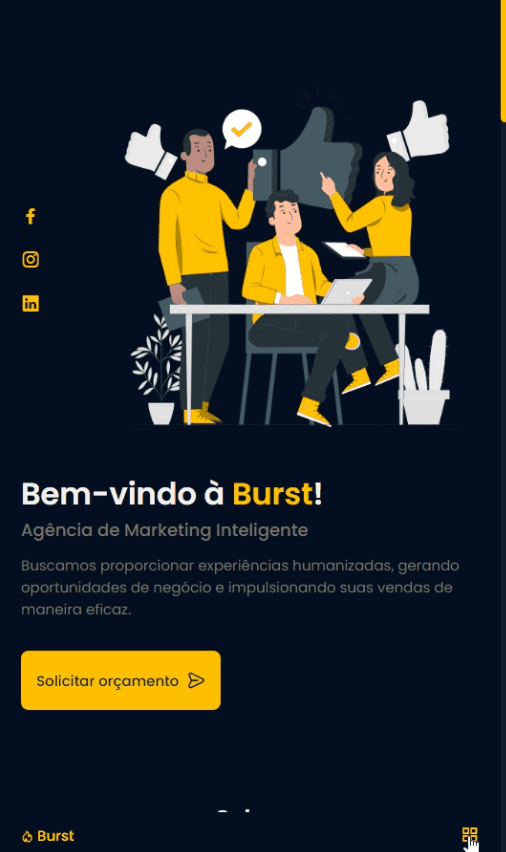 Bem-vindo à Burst!
Agência de Marketing Inteligente
Buscamos proporcionar experiências humanizadas, gerando
oportunidades de negócio e impulsionando suas vendas de
maneira eficaz.
Solicitar orçamento
Burst